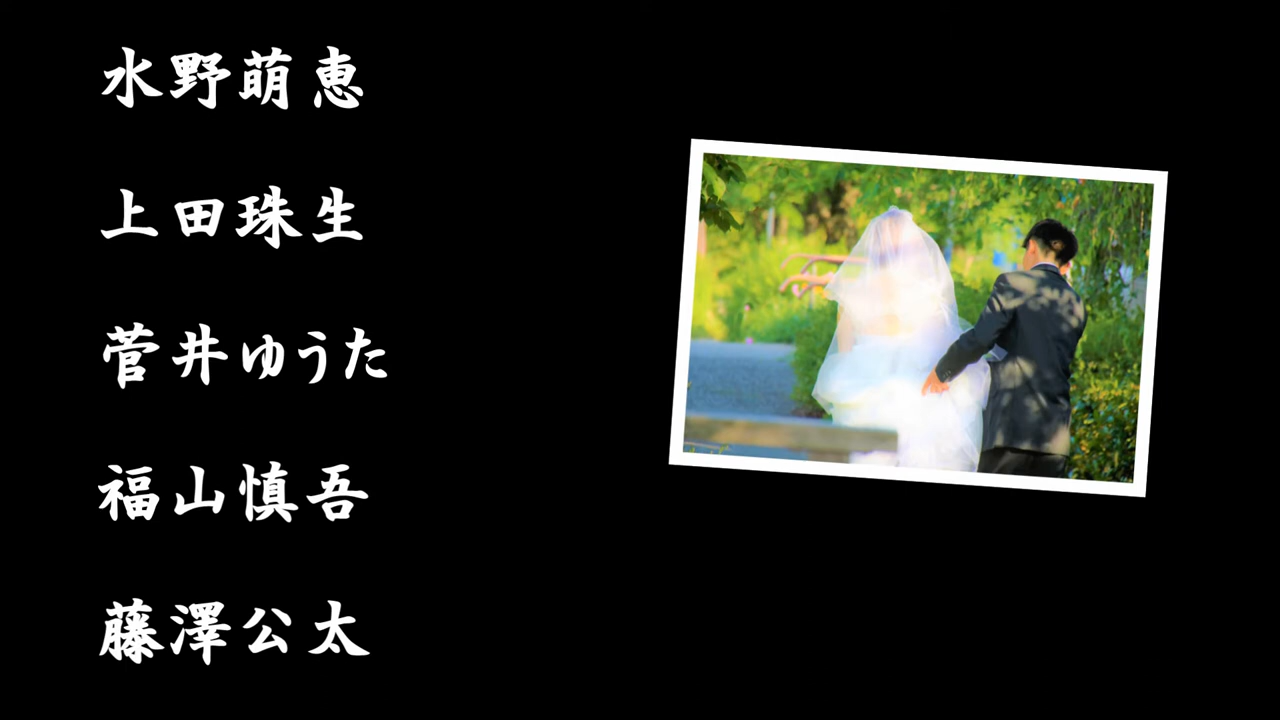 水野萌恵
上田珠生
菅井ゆうた
福山慎吾
藤澤公太